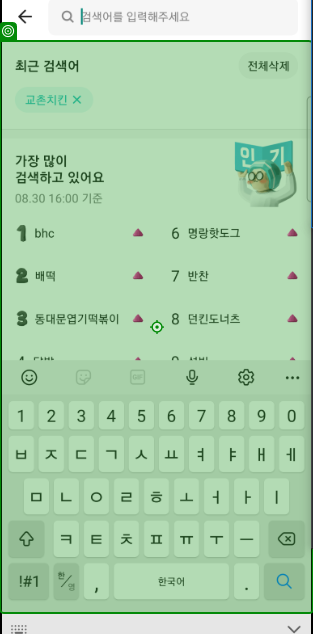 검색어를 입력해주세요
최근 검색어
전체삭제
교촌치킨 ×
가장 많이
검색하고 있어요
08.30 16:00 기준
인기
1 bhc
6 명랑핫도그
2 배떡
7 반찬
3 동대문엽기떡볶이
8 던킨도너츠
GIF
1 2 3 4 5 6 7 8 9 0
ㅂ ㅈ ㄷ ㄱ ㅅ ㅛ ㅕ ㅑ ㅐ ㅔ
ㅁ ㄴ ㅇ ㄹ ㅎ ㅗ ㅓ ㅏ ㅣ
ㅋ ㅌ ㅊ ㅍ ㅠ ㅜ ㅡ
!#1 한/영 , 한국어 .